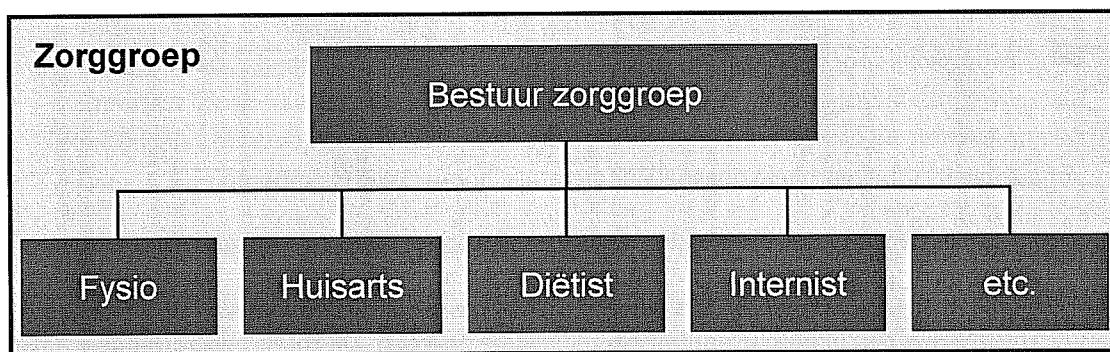 Zorggroep
Bestuur zorggroep
Fysio
Huisarts
Diëtist
Internist
etc.